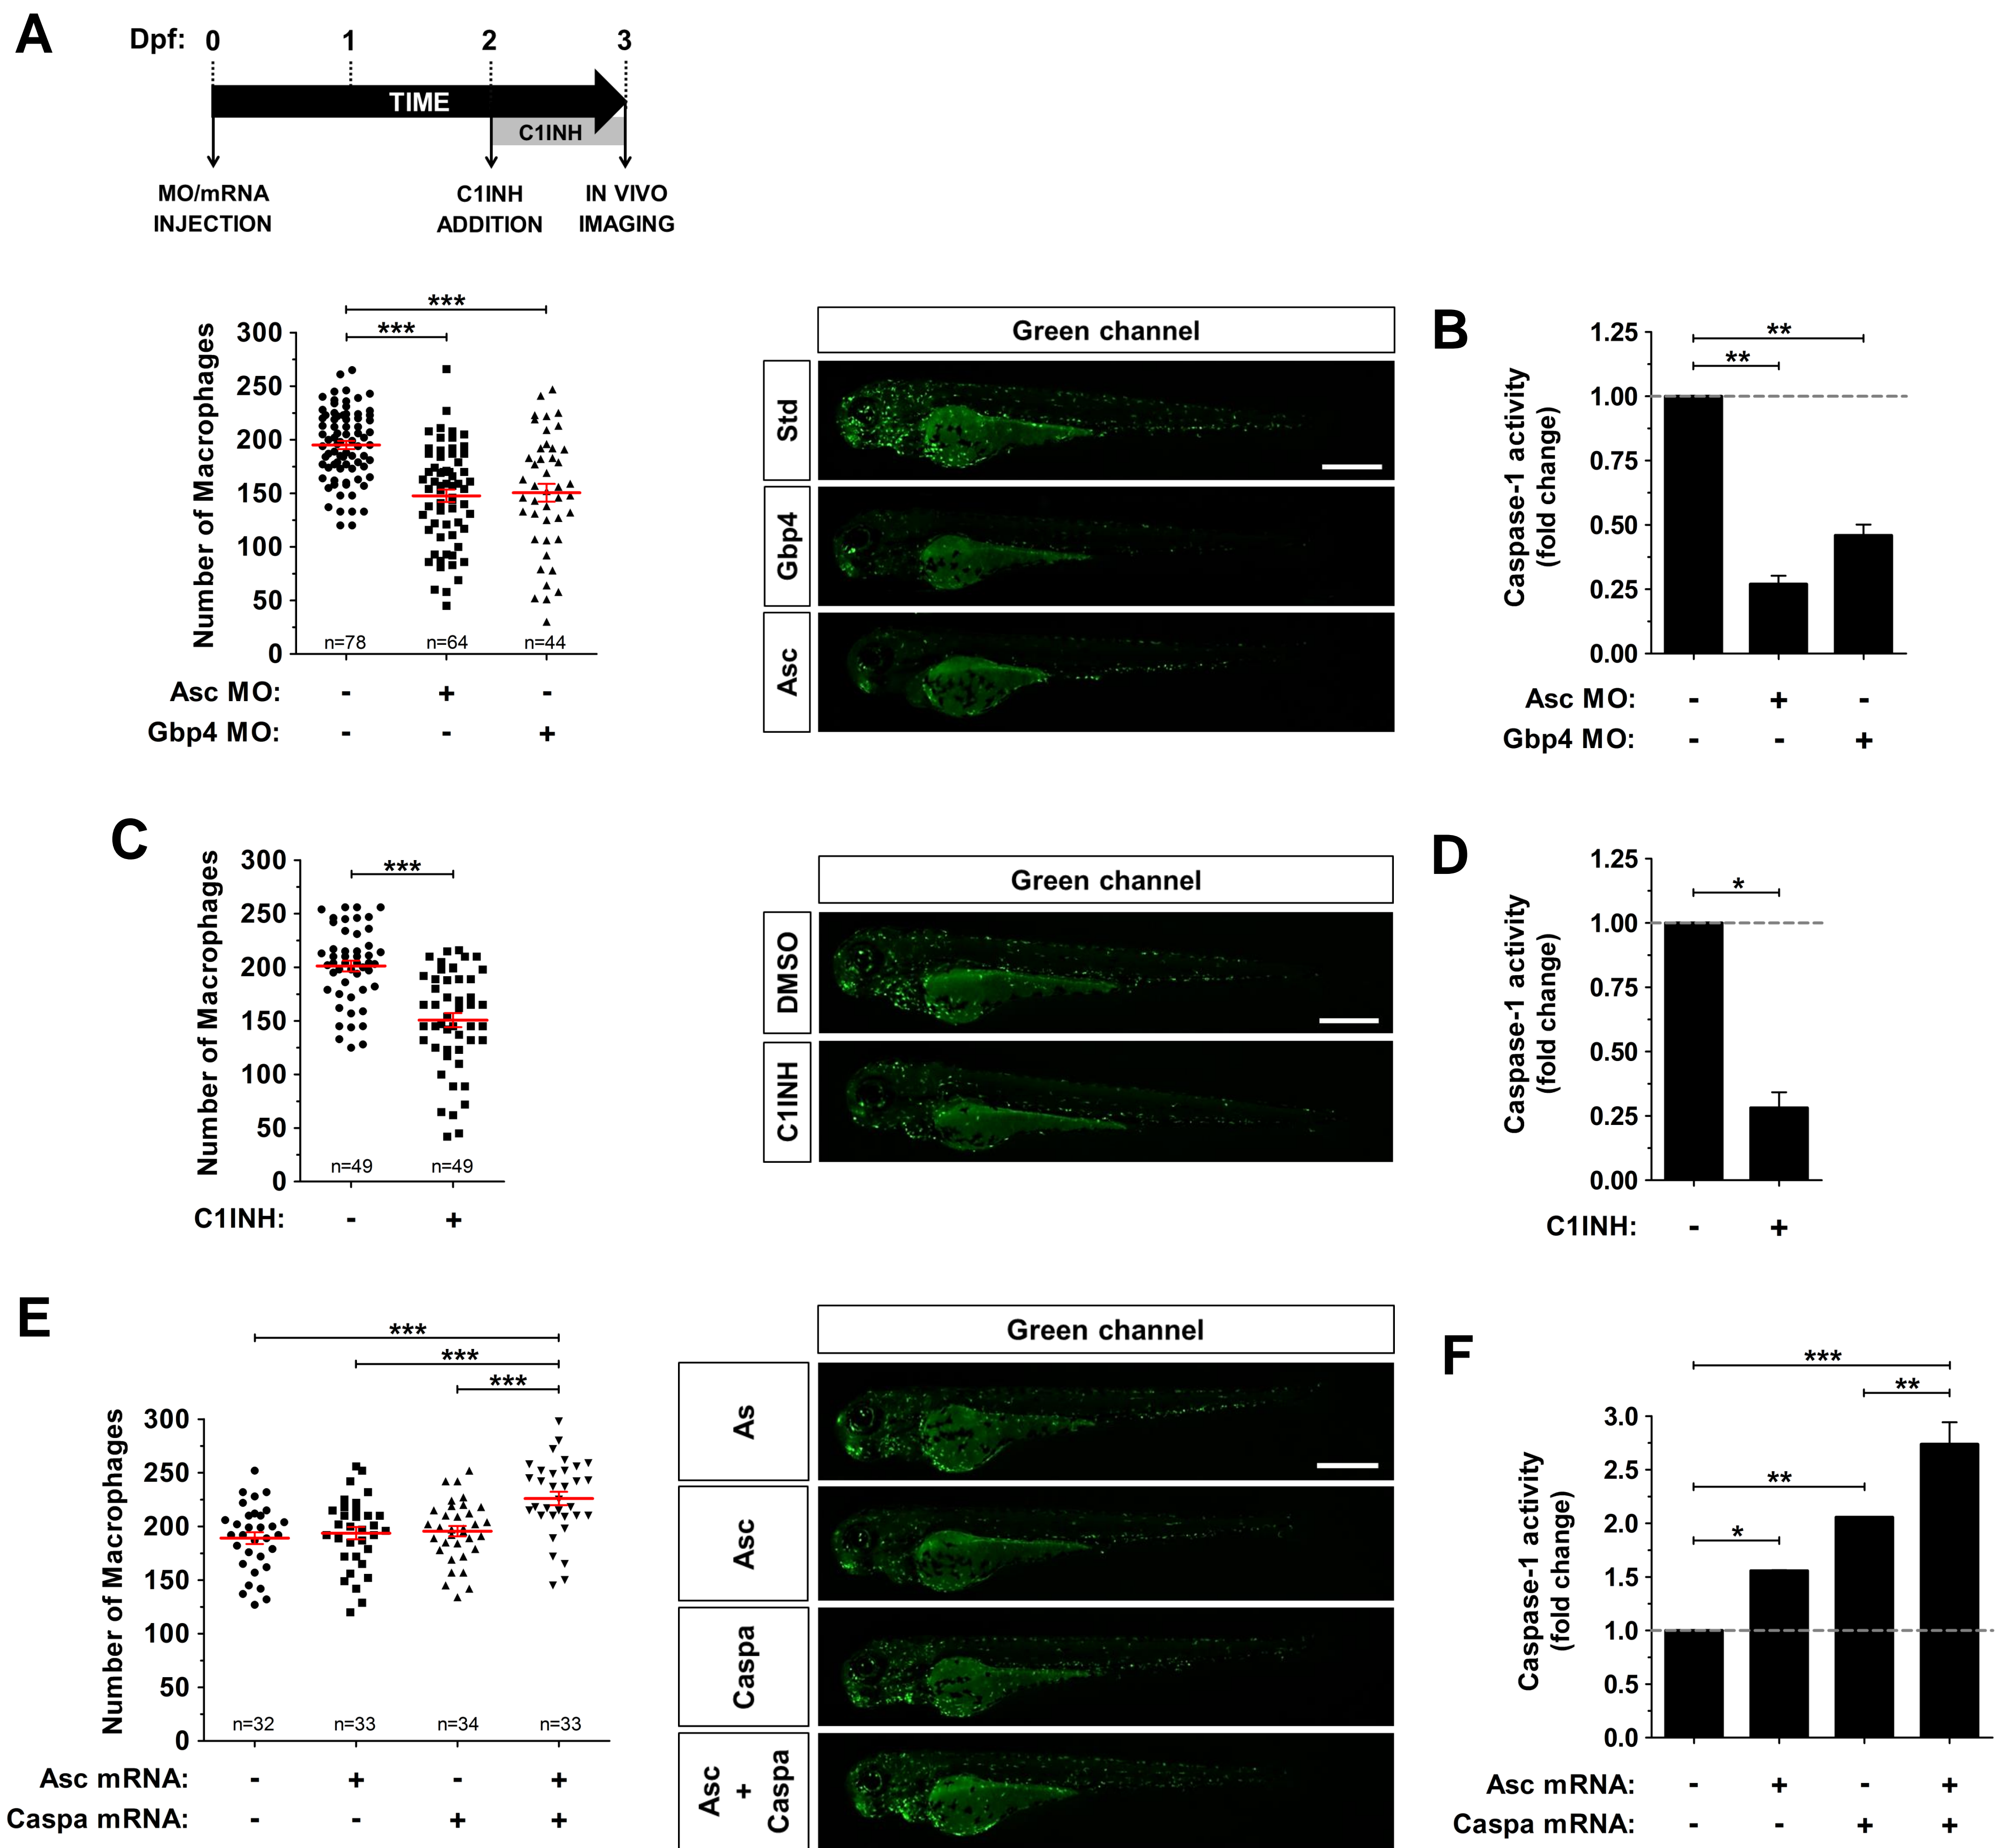 A
Dpf: 0 1 2 3
TIME
C1INH
MO/mRNA INJECTION
C1INH ADDITION
IN VIVO IMAGING
Number of Macrophages
300
250
200
150
100
50
0
***
***
n=78 n=64 n=44
Asc MO: - + -
Gbp4 MO: - - +
Green channel
Std
Gbp4
Asc
B
Caspase-1 activity
(fold change)
1.25
1.00
0.75
0.50
0.25
0.00
**
**
Asc MO: - + -
Gbp4 MO: - - +
C
Number of Macrophages
300
250
200
150
100
50
0
***
n=49 n=49
C1INH: - +
Green channel
DMSO
C1INH
D
Caspase-1 activity
(fold change)
1.25
1.00
0.75
0.50
0.25
0.00
*
C1INH: - +
E
Number of Macrophages
300
250
200
150
100
50
0
***
***
***
n=32 n=33 n=34 n=33
Asc mRNA: - + - +
Caspa mRNA: - - + +
Green channel
As
Asc
Caspa
Asc
+
Caspa
F
Caspase-1 activity
(fold change)
3.0
2.5
2.0
1.5
1.0
0.5
0.0
***
**
**
*
Asc mRNA: - + - +
Caspa mRNA: - - + +